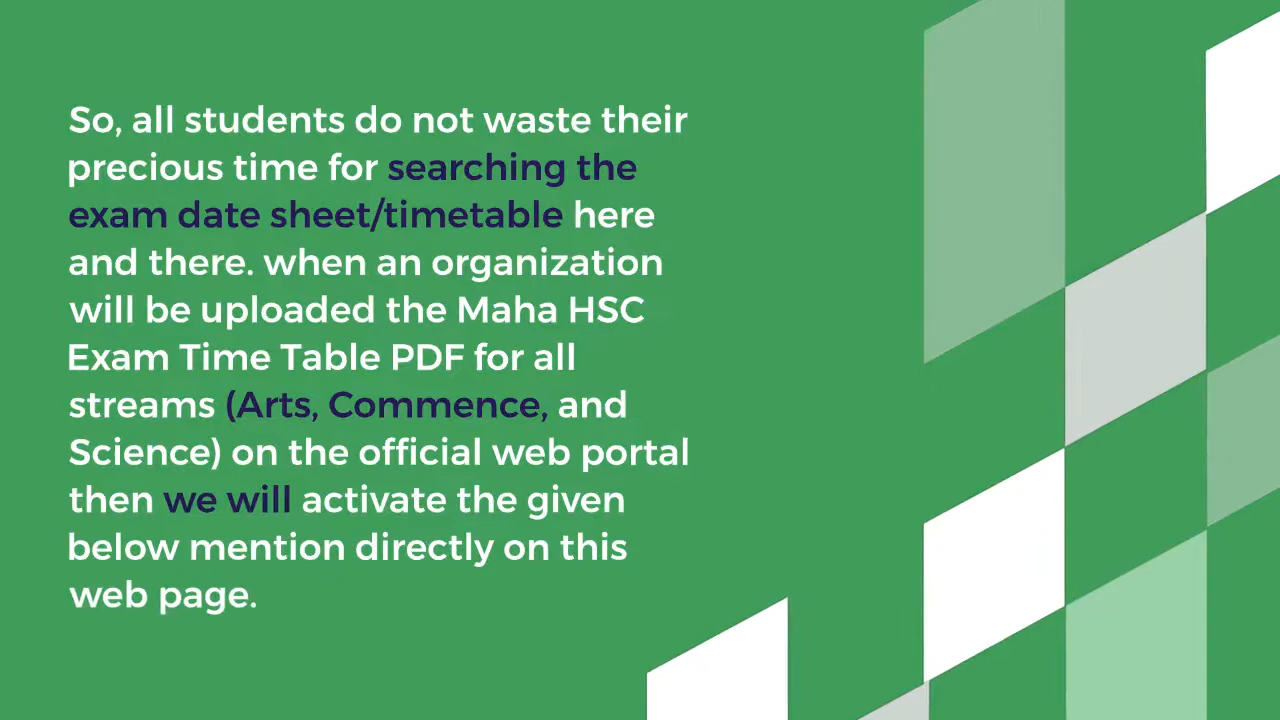 So, all students do not waste their
precious time for searching the
exam date sheet/timetable here
and there. when an organization
will be uploaded the Maha HSC
Exam Time Table PDF for all
streams (Arts, Commence, and
Science) on the official web portal
then we will activate the given
below mention directly on this
web page.